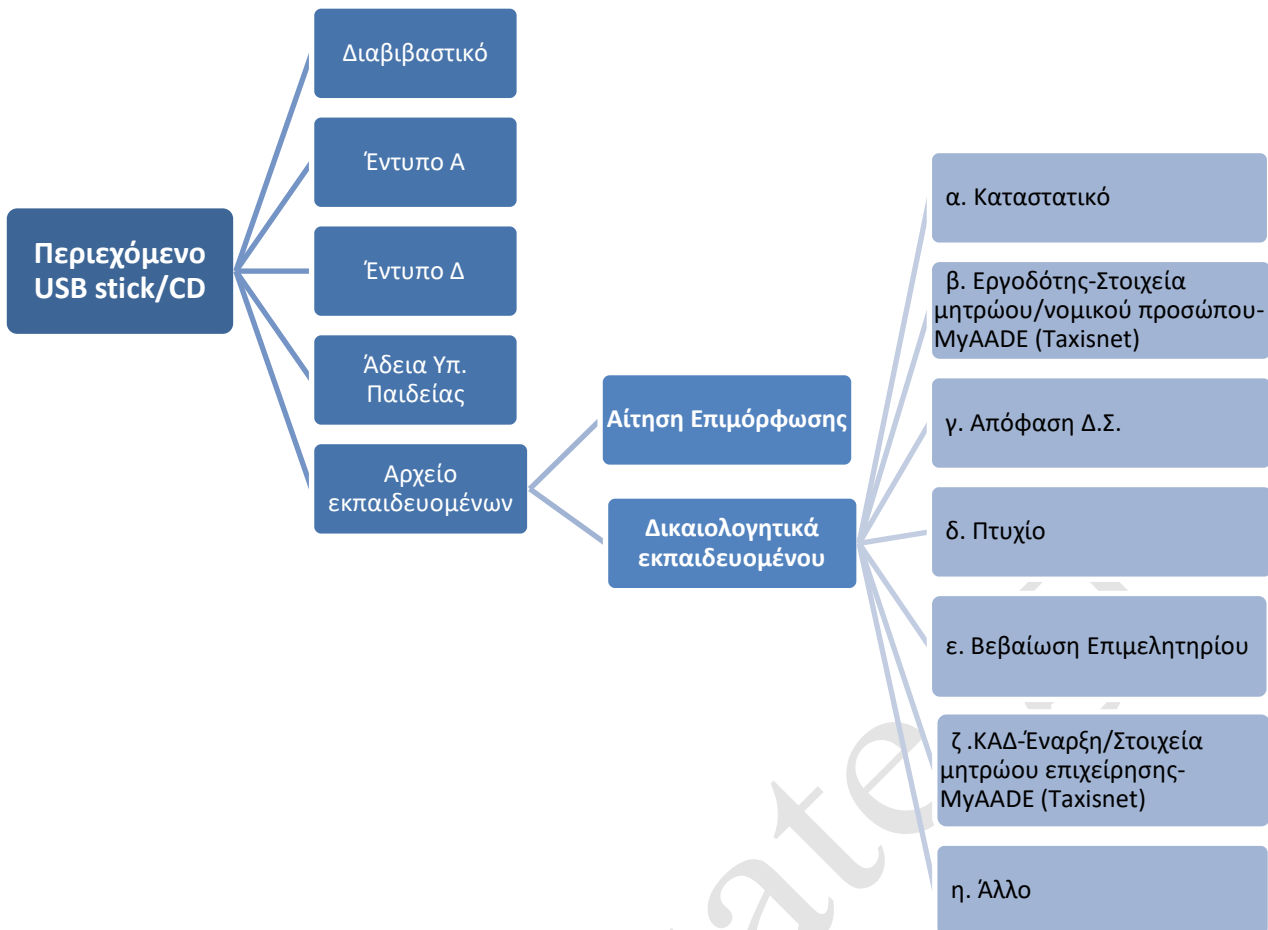 Περιεχόμενο
USB stick/CD
Διαβιβαστικό
Έντυπο Α
Έντυπο Δ
Άδεια Υπ.
Παιδείας
Αρχείο
εκπαιδευομένων
Αίτηση Επιμόρφωσης
Δικαιολογητικά
εκπαιδευομένου
α. Καταστατικό
β. Εργοδότης-Στοιχεία
μητρώου/νομικού προσώπου-
MyAADE (Taxisnet)
γ. Απόφαση Δ.Σ.
δ. Πτυχίο
ε. Βεβαίωση Επιμελητηρίου
ζ .ΚΑΔ-Έναρξη/Στοιχεία
μητρώου επιχείρησης-
MyAADE (Taxisnet)
η. Άλλο